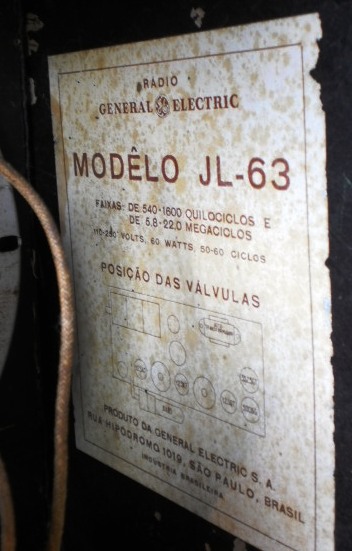 RADIO
GENERAL GE ELECTRIC
MODÊLO JL-63
FAIXAS: DE 540-1600 QUILOCICLOS E
DE 5,8-22,0 MEGACICLOS
110-250 VOLTS, 60 WATTS, 50-60 CICLOS
POSIÇÃO DAS VÁLVULAS
PRODUTO DA GENERAL ELECTRIC S. A.
RUA HIPODROMO 1019, SÃO PAULO, BRASIL
INDUSTRIA BRASILEIRA